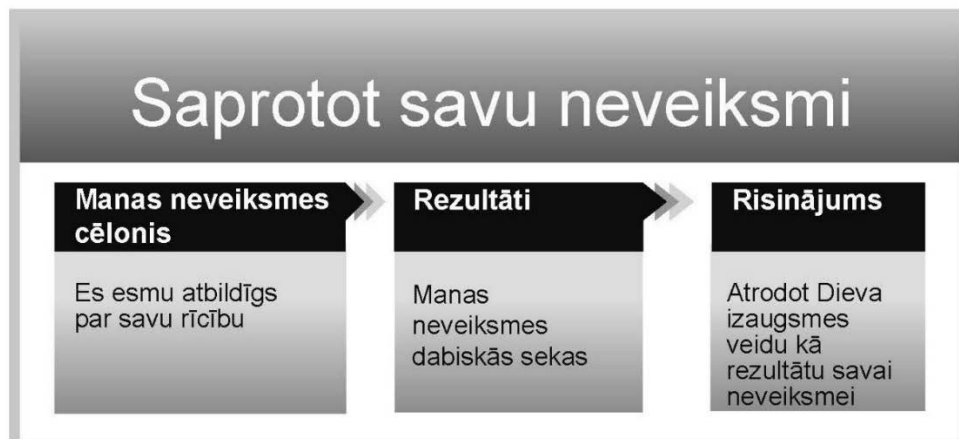 Saprotot savu neveiksmi
Manas neveiksmes
cēlonis
Es esmu atbildīgs
par savu rīcību
Rezultāti
Manas
neveiksmes
dabiskās sekas
Risinājums
Atrodot Dieva
izaugsmes
veidu kā
rezultātu savai
neveiksmei